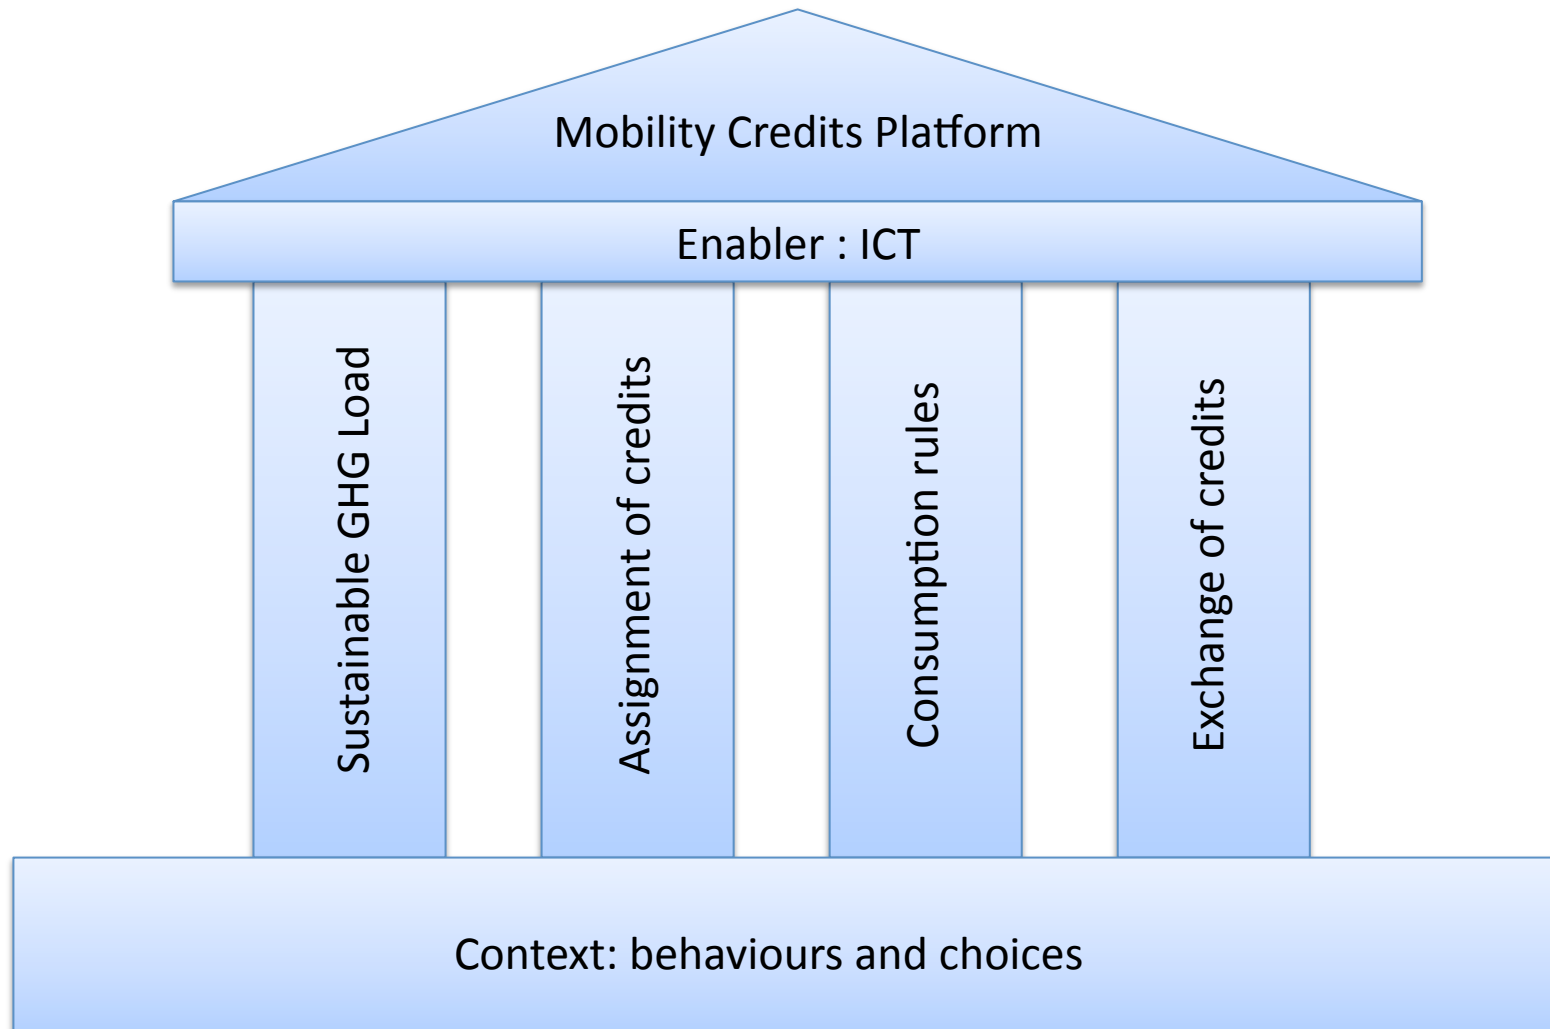 Mobility Credits Platform
Enabler : ICT
Sustainable GHG Load
Assignment of credits
Consumption rules
Exchange of credits
Context: behaviours and choices